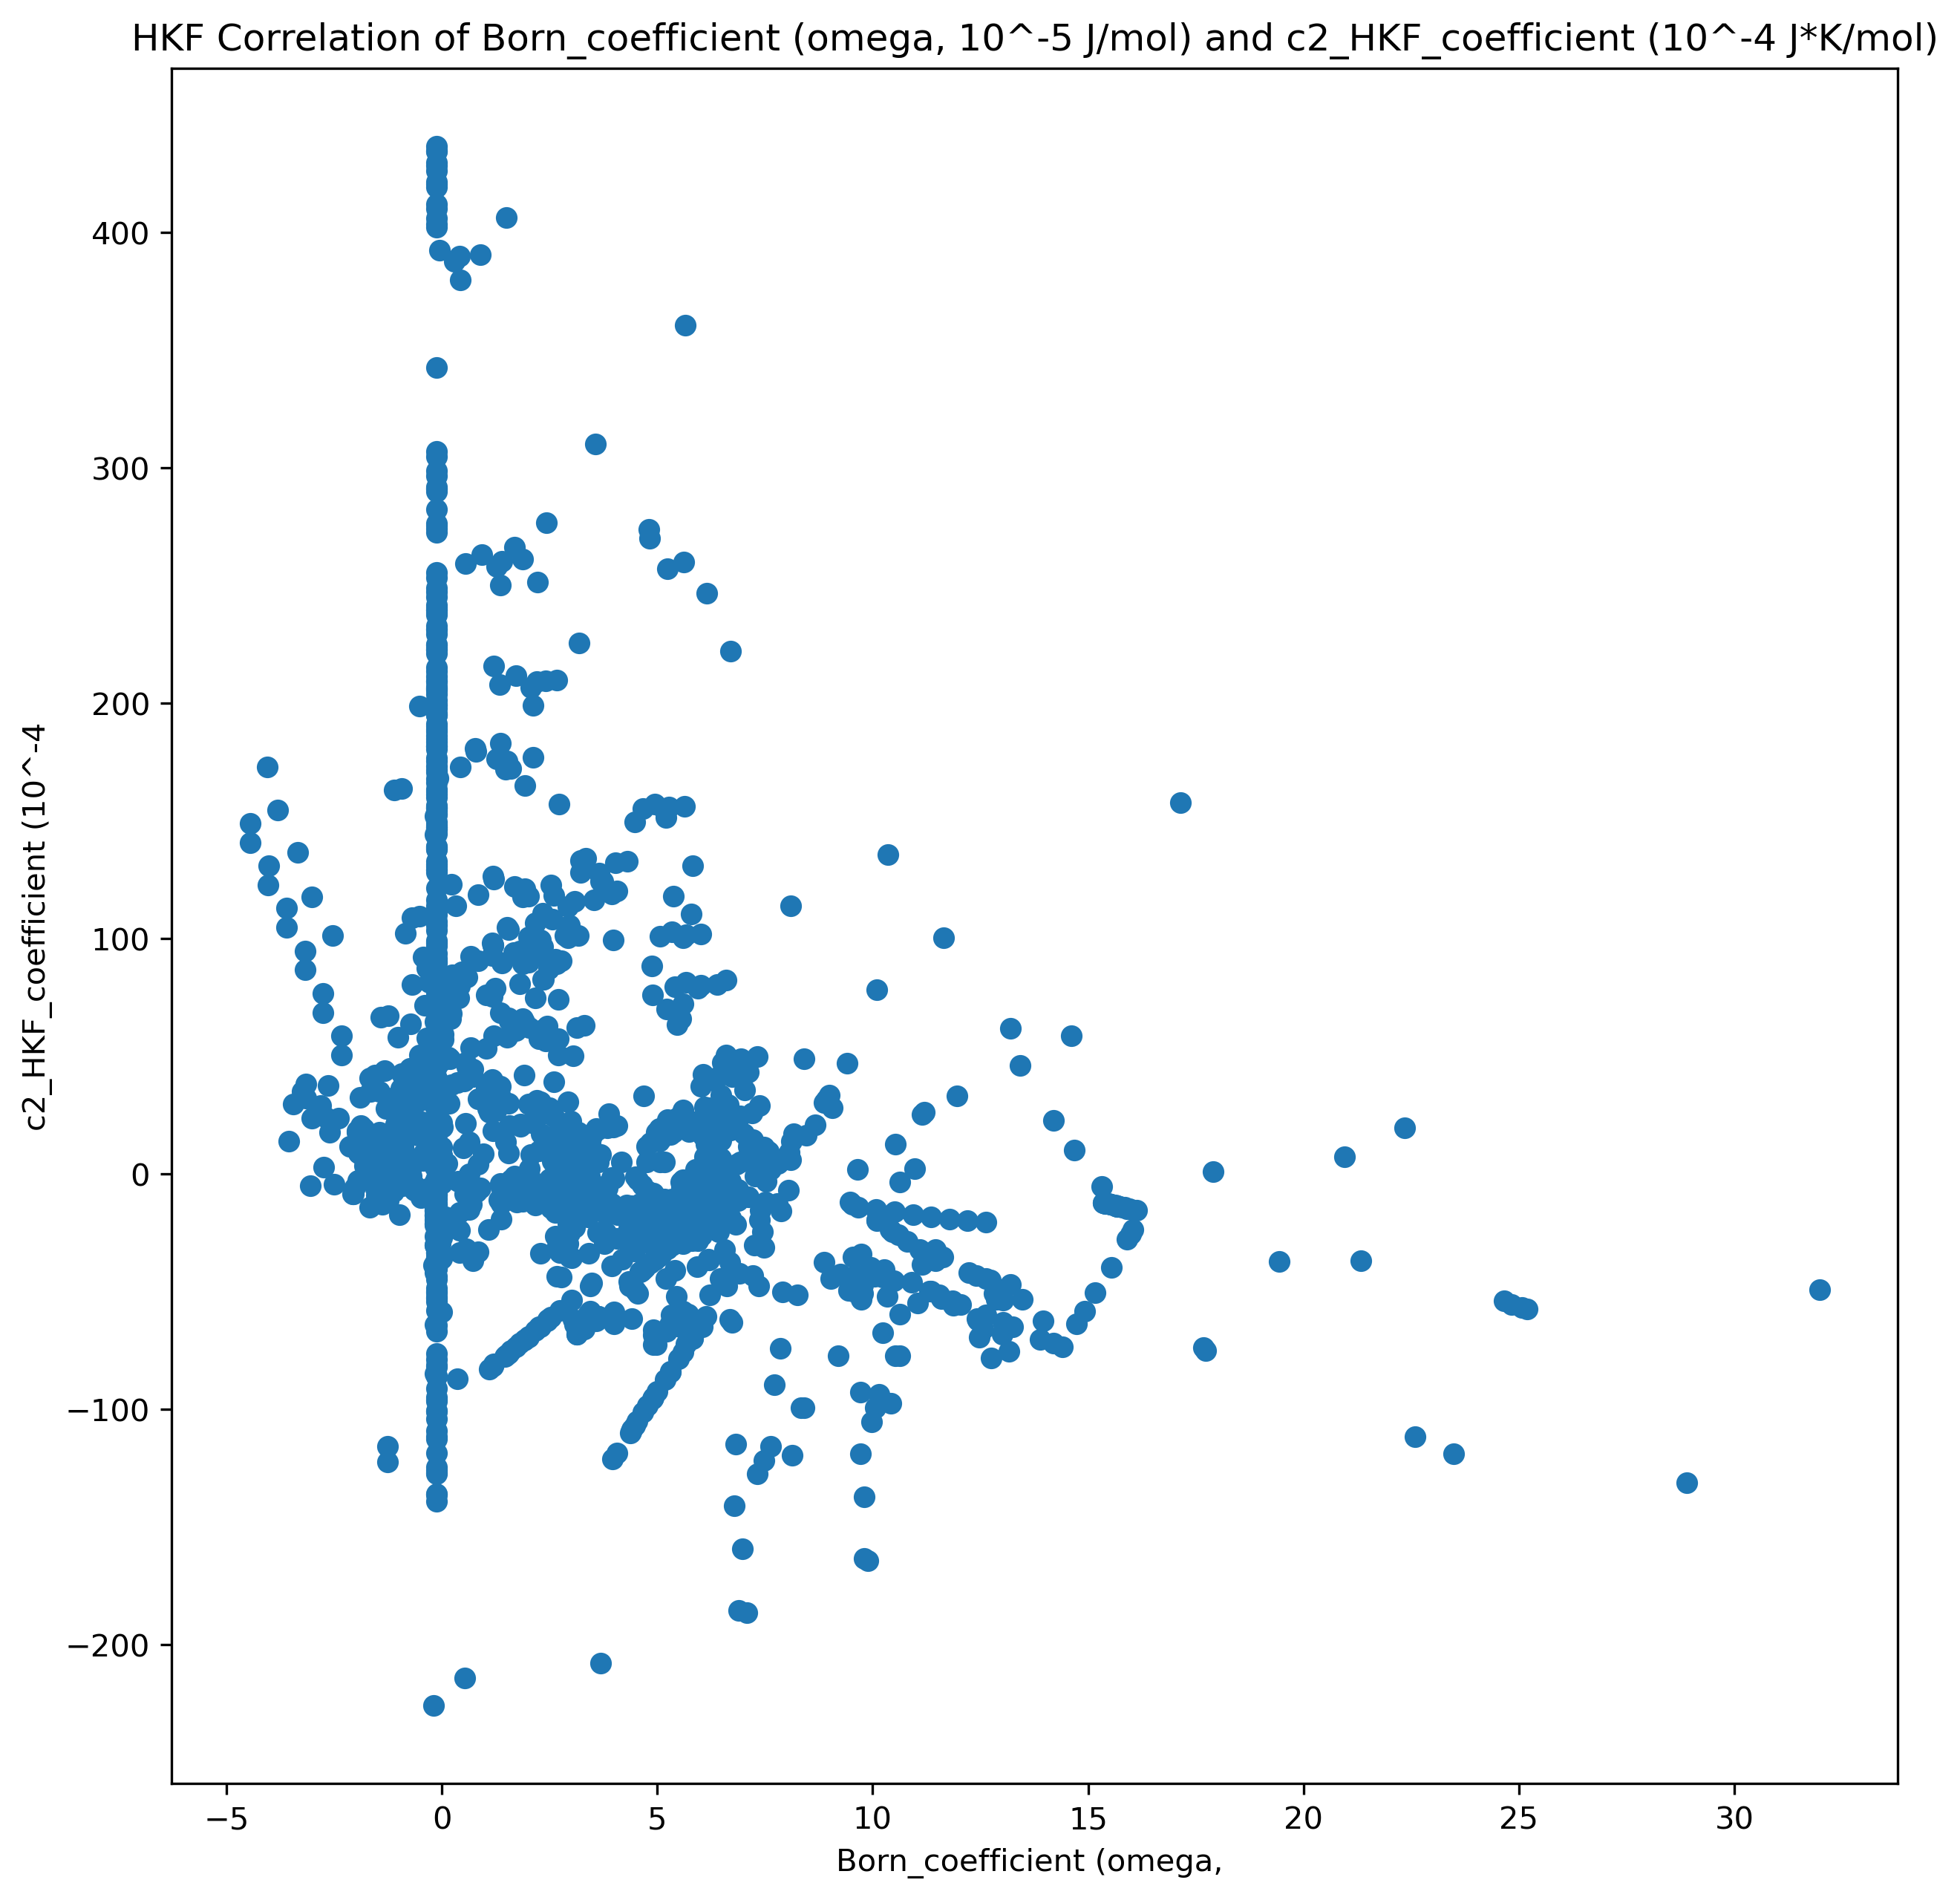 HKF Correlation of Born_coefficient (omega, 10^-5 J/mol) and c2_HKF_coefficient (10^-4 J*K/mol)
c2_HKF_coefficient (10^-4
400
300
200
100
0
−100
−200
−5 0 5 10 15 20 25 30
Born_coefficient (omega,